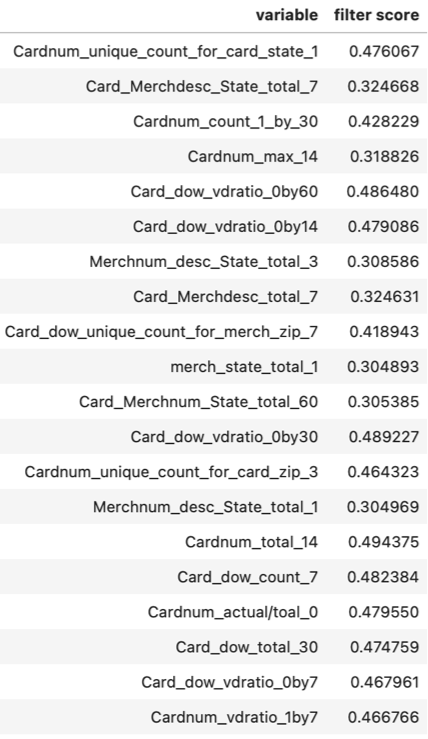 variable filter score
Cardnum_unique_count_for_card_state_1 0.476067
Card_Merchdesc_State_total_7 0.324668
Cardnum_count_1_by_30 0.428229
Cardnum_max_14 0.318826
Card_dow_vdratio_0by60 0.486480
Card_dow_vdratio_0by14 0.479086
Merchnum_desc_State_total_3 0.308586
Card_Merchdesc_total_7 0.324631
Card_dow_unique_count_for_merch_zip_7 0.418943
merch_state_total_1 0.304893
Card_Merchnum_State_total_60 0.305385
Card_dow_vdratio_0by30 0.489227
Cardnum_unique_count_for_card_zip_3 0.464323
Merchnum_desc_State_total_1 0.304969
Cardnum_total_14 0.494375
Card_dow_count_7 0.482384
Cardnum_actual/toal_0 0.479550
Card_dow_total_30 0.474759
Card_dow_vdratio_0by7 0.467961
Cardnum_vdratio_1by7 0.466766